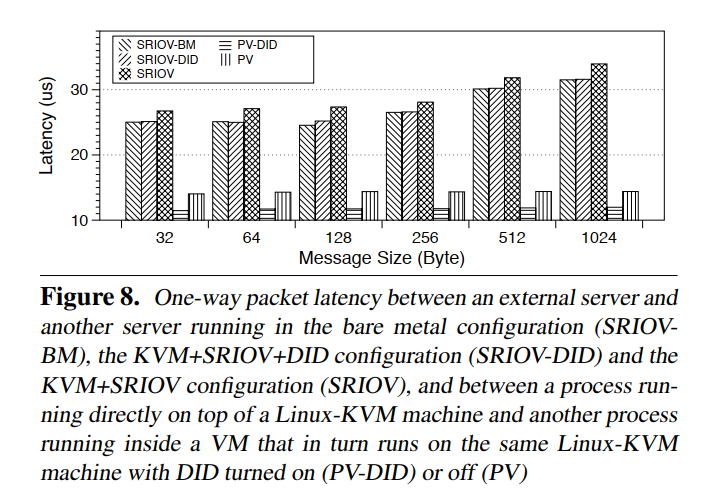 SRIOV-BM
SRIOV-DID
SRIOV
PV-DID
PV
Latency (us)
30
20
10
32 64 128 256 512 1024
Message Size (Byte)
Figure 8. One-way packet latency between an external server and
another server running in the bare metal configuration (SRIOV-
BM), the KVM+SRIOV+DID configuration (SRIOV-DID) and the
KVM+SRIOV configuration (SRIOV), and between a process run-
ning directly on top of a Linux-KVM machine and another process
running inside a VM that in turn runs on the same Linux-KVM
machine with DID turned on (PV-DID) or off (PV)